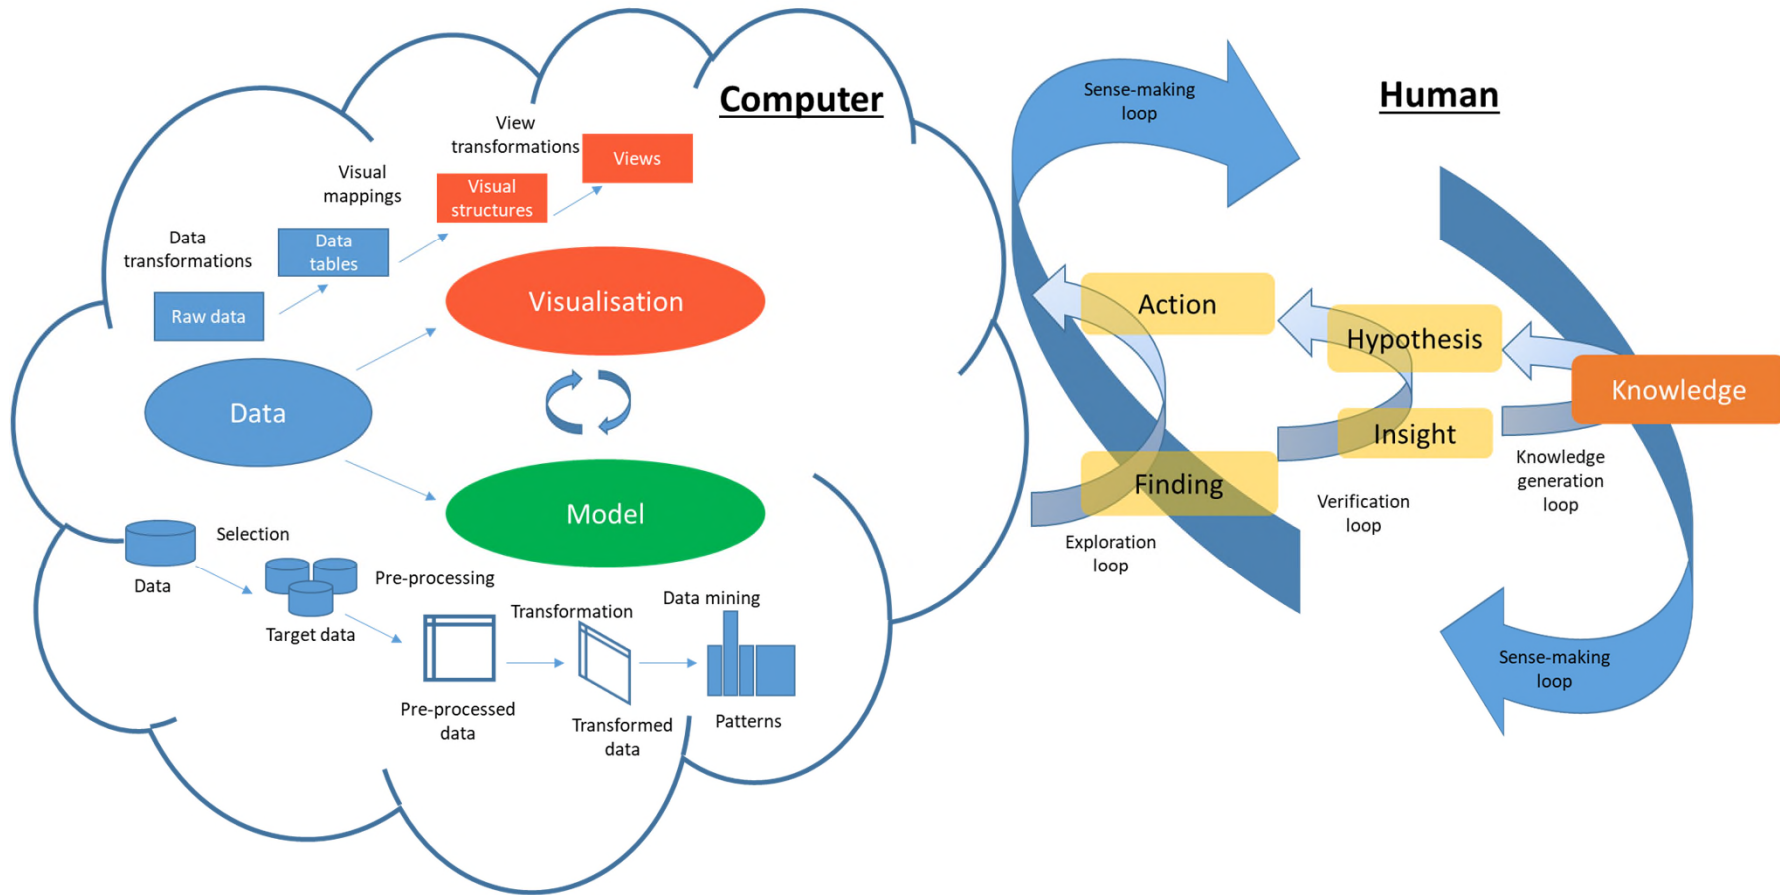 Computer
View
transformations
Views
Visual
mappings
Visual
structures
Data
transformations
Data
tables
Raw data
Visualisation
Data
Model
Data
Selection
Target data
Pre-processing
Pre-processed
data
Transformation
Transformed
data
Data mining
Patterns
Human
Sense-making
loop
Action
Hypothesis
Knowledge
Insight
Finding
Exploration
loop
Verification
loop
Knowledge
generation
loop
Sense-making
loop